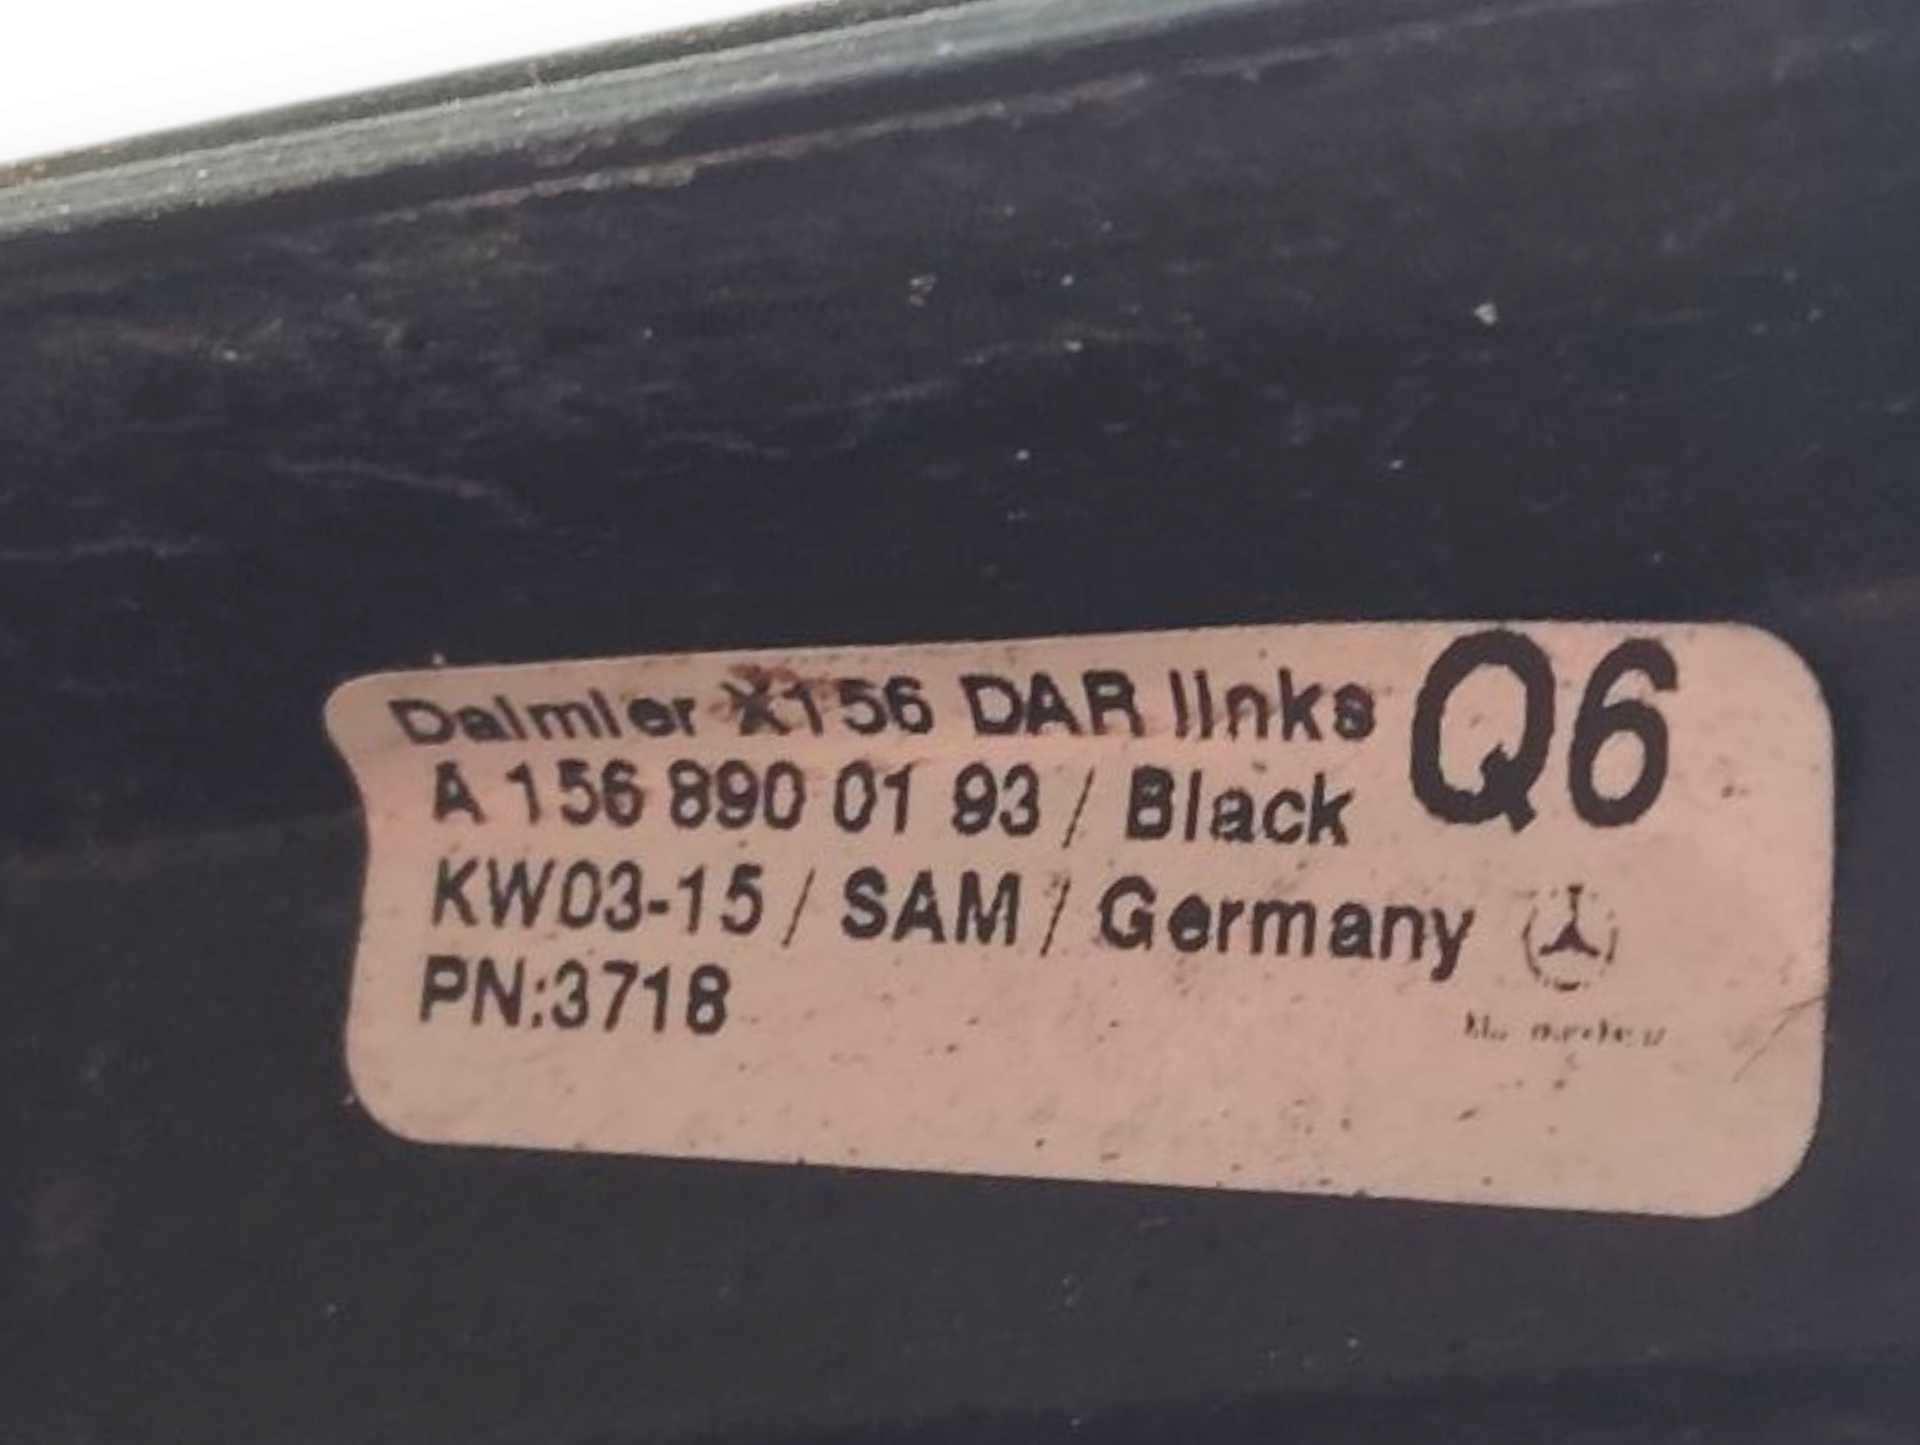 Daimler X156 DAR links Q6
A 156 890 01 93 / Black
KW03-15 / SAM / Germany
PN:3718